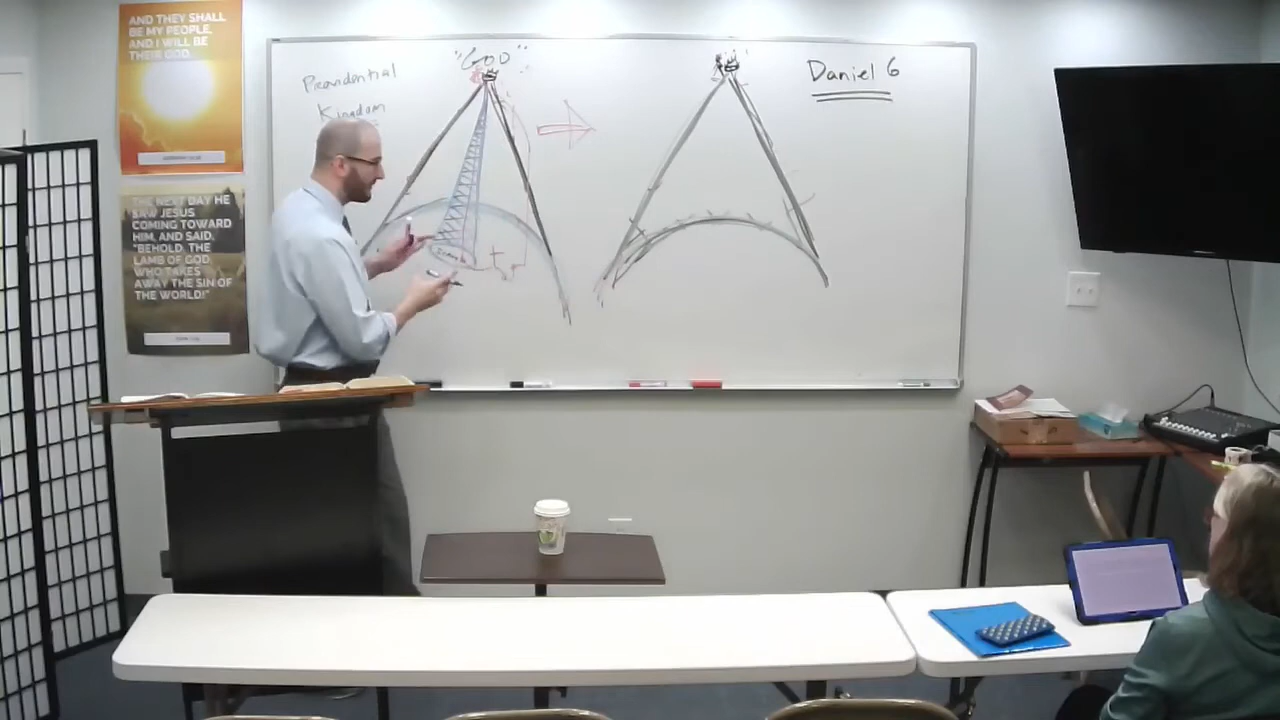 AND THEY SHALL
BE MY PEOPLE,
AND I WILL BE
THEIR GOD.
THE NEXT DAY HE
SAW JESUS
COMING TOWARD
HIM, AND SAID,
"BEHOLD, THE
LAMB OF GOD
WHO TAKES
AWAY THE SIN OF
THE WORLD!"
Providential
Kingdom
"GOD"
Daniel 6